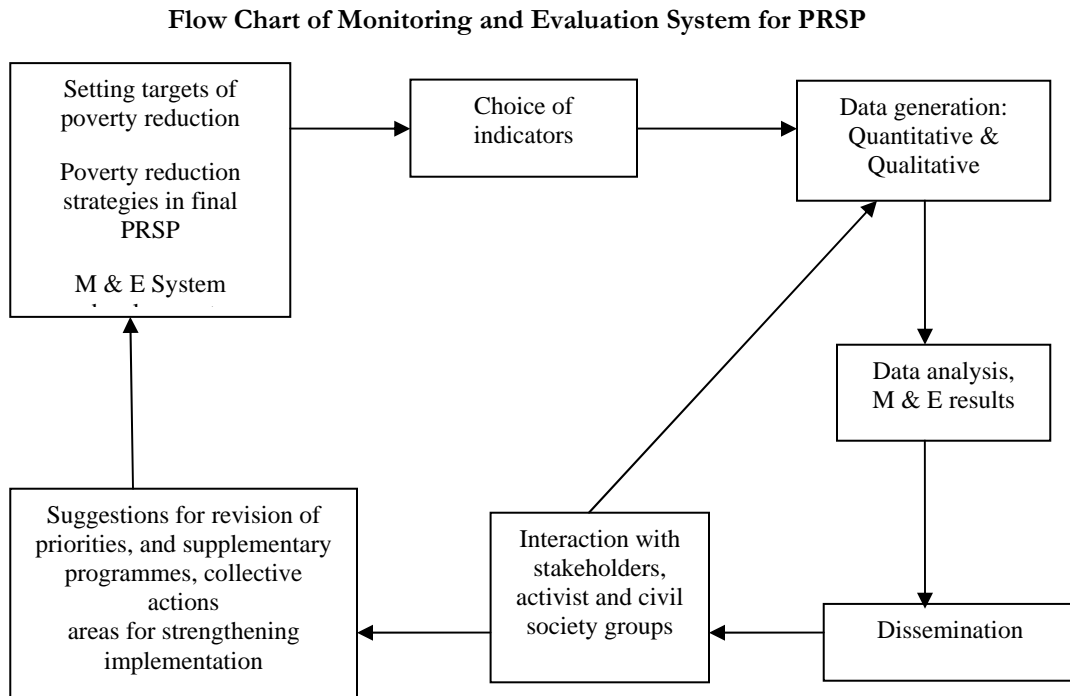 Flow Chart of Monitoring and Evaluation System for PRSP
Setting targets of
poverty reduction
Poverty reduction
strategies in final
PRSP
M & E System
Choice of
indicators
Data generation:
Quantitative &
Qualitative
Data analysis,
M & E results
Dissemination
Interaction with
stakeholders,
activist and civil
society groups
Suggestions for revision of
priorities, and supplementary
programmes, collective
actions
areas for strengthening
implementation